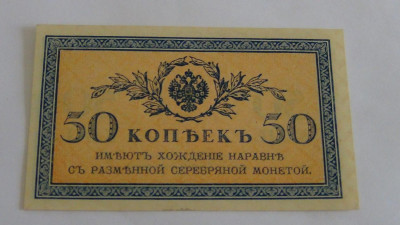 50 КОПѢЕКЪ 50
ИМѢЮТЪ ХОЖДЕНІЕ НАРАВНѢ
СЪ РАЗМѢННОЙ СЕРЕБРЯНОЙ МОНЕТОЙ.